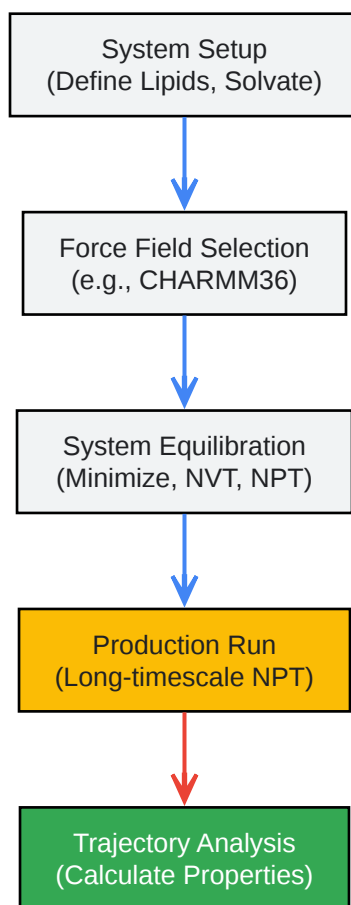 System Setup
(Define Lipids, Solvate)
Force Field Selection
(e.g., CHARMM36)
System Equilibration
(Minimize, NVT, NPT)
Production Run
(Long-timescale NPT)
Trajectory Analysis
(Calculate Properties)